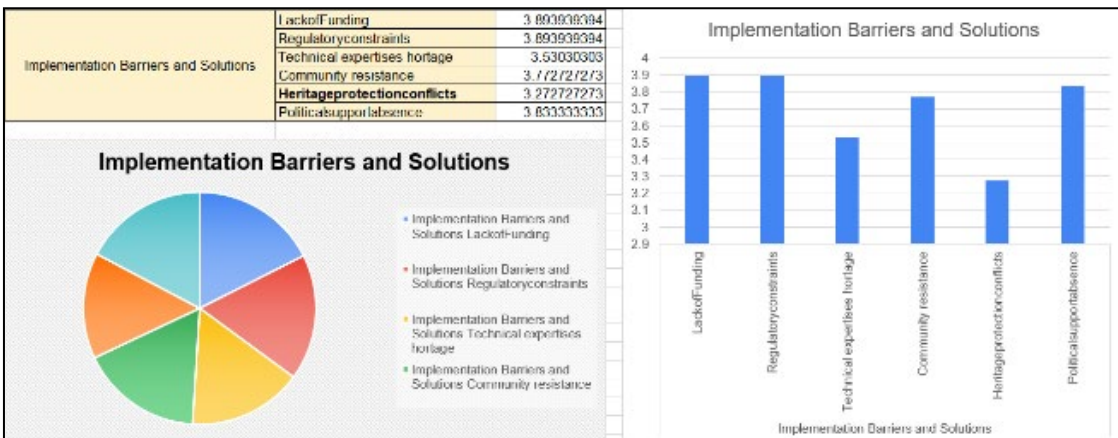 Implementation Barriers and Solutions
LackofFunding 3.893939394
Regulatoryconstraints 3.893939394
Technical expertises hortage 3.53030303
Community resistance 3.772727273
Heritageprotectionconflicts 3.272727273
Politicalsupportabsence 3.833333333
Implementation Barriers and Solutions
Implementation Barriers and
Solutions LackofFunding
Implementation Barriers and
Solutions Regulatoryconstraints
Implementation Barriers and
Solutions Technical expertises
hortage
Implementation Barriers and
Solutions Community resistance
Implementation Barriers and Solutions
4
3.9
3.8
3.7
3.6
3.5
3.4
3.3
3.2
3.1
3
2.9
LackofFunding
Regulatoryconstraints
Technical expertises hortage
Community resistance
Heritageprotectionconflicts
Politicalsupportabsence
Implementation Barriers and Solutions